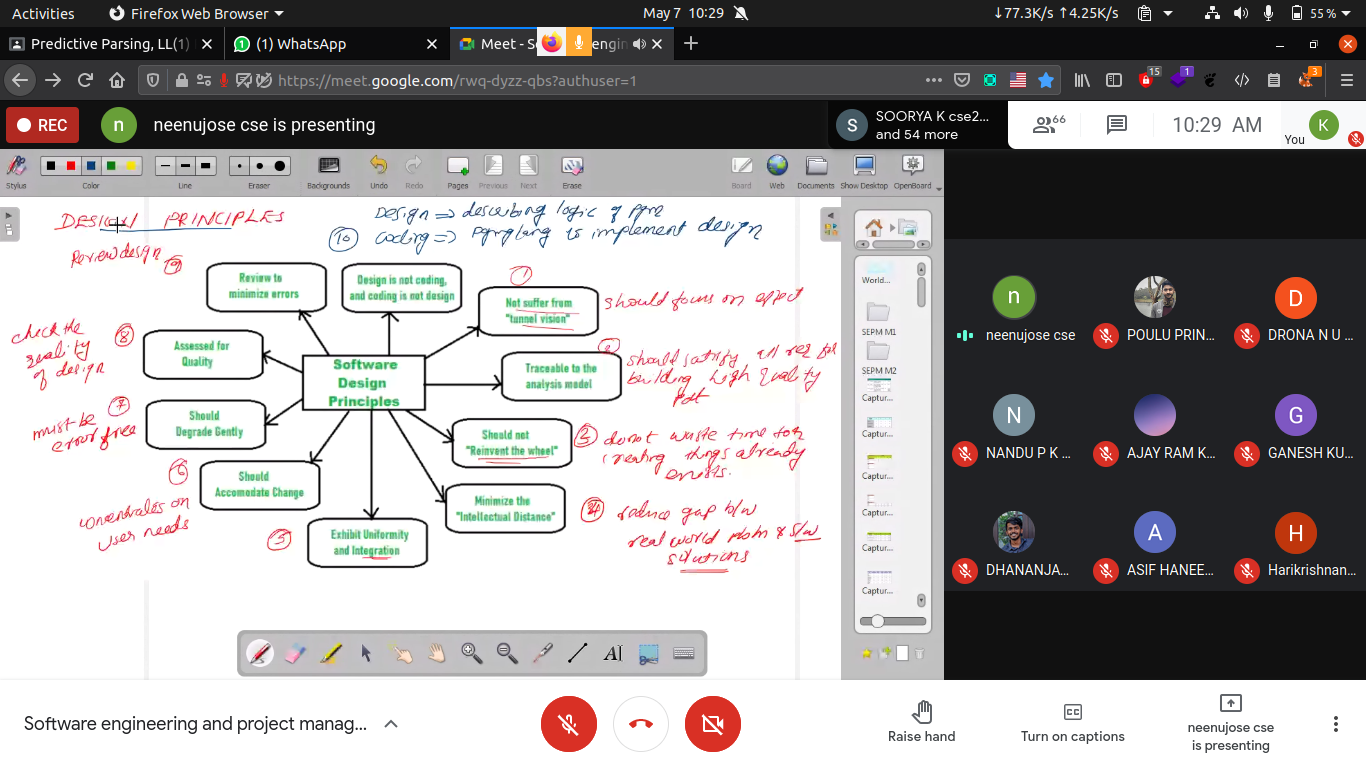 Activities
Firefox Web Browser
May 7 10:29
↓77.3K/s ↑4.25K/s
55 %
Predictive Parsing, LL(1)
(1) WhatsApp
Meet - S
engin
https://meet.google.com/rwq-dyzz-qbs?authuser=1
15
1
3
REC
n
neenujose cse is presenting
S
SOORYA K cse2...
and 54 more
66
10:29 AM
You
K
Stylus
Color
Line
Eraser
Backgrounds
Undo
Pages
Previous
Next
Erase
Board
Web
Documents
Show Desktop
OpenBoard
DESIGN PRINCIPLES
Design => describing logic of pgm
10 coding => pgmg lang to implement design
Review design 9
Review to
minimize errors
Design is not coding,
and coding is not design
1
Not suffer from
"tunnel vision"
should focus on effect
check the
quality
of design
8
Assessed for
Quality
Software
Design
Principles
Traceable to the
analysis model
2 should satisfy all req for
building high quality
pdt
7
must be
error free
Should
Degrade Gently
Should not
"Reinvent the wheel"
3 do not waste time for
creating things already
exists.
6
Should
Accomodate Change
concentrates on
user needs
Minimize the
"Intellectual Distance"
4 reduce gap b/w
real world pblm & s/w
solutions
5
Exhibit Uniformity
and Integration
World...
SEPM M1
SEPM M2
Captur...
Captur...
Captur...
Captur...
Captur...
Captur...
n
neenujose cse
POULU PRIN...
D
DRONA N U ...
N
NANDU P K ...
AJAY RAM K...
G
GANESH KU...
DHANANJA...
A
ASIF HANEE...
H
Harikrishnan...
Software engineering and project manag...
Raise hand
Turn on captions
neenujose cse
is presenting